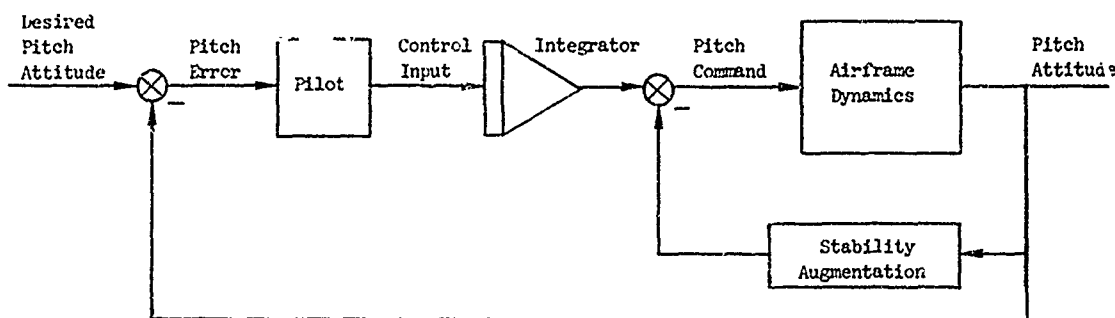 Desired
Pitch
Attitude
Pitch
Error
Pilot
Control
Input
Integrator
Pitch
Command
Airframe
Dynamics
Pitch
Attitude
Stability
Augmentation